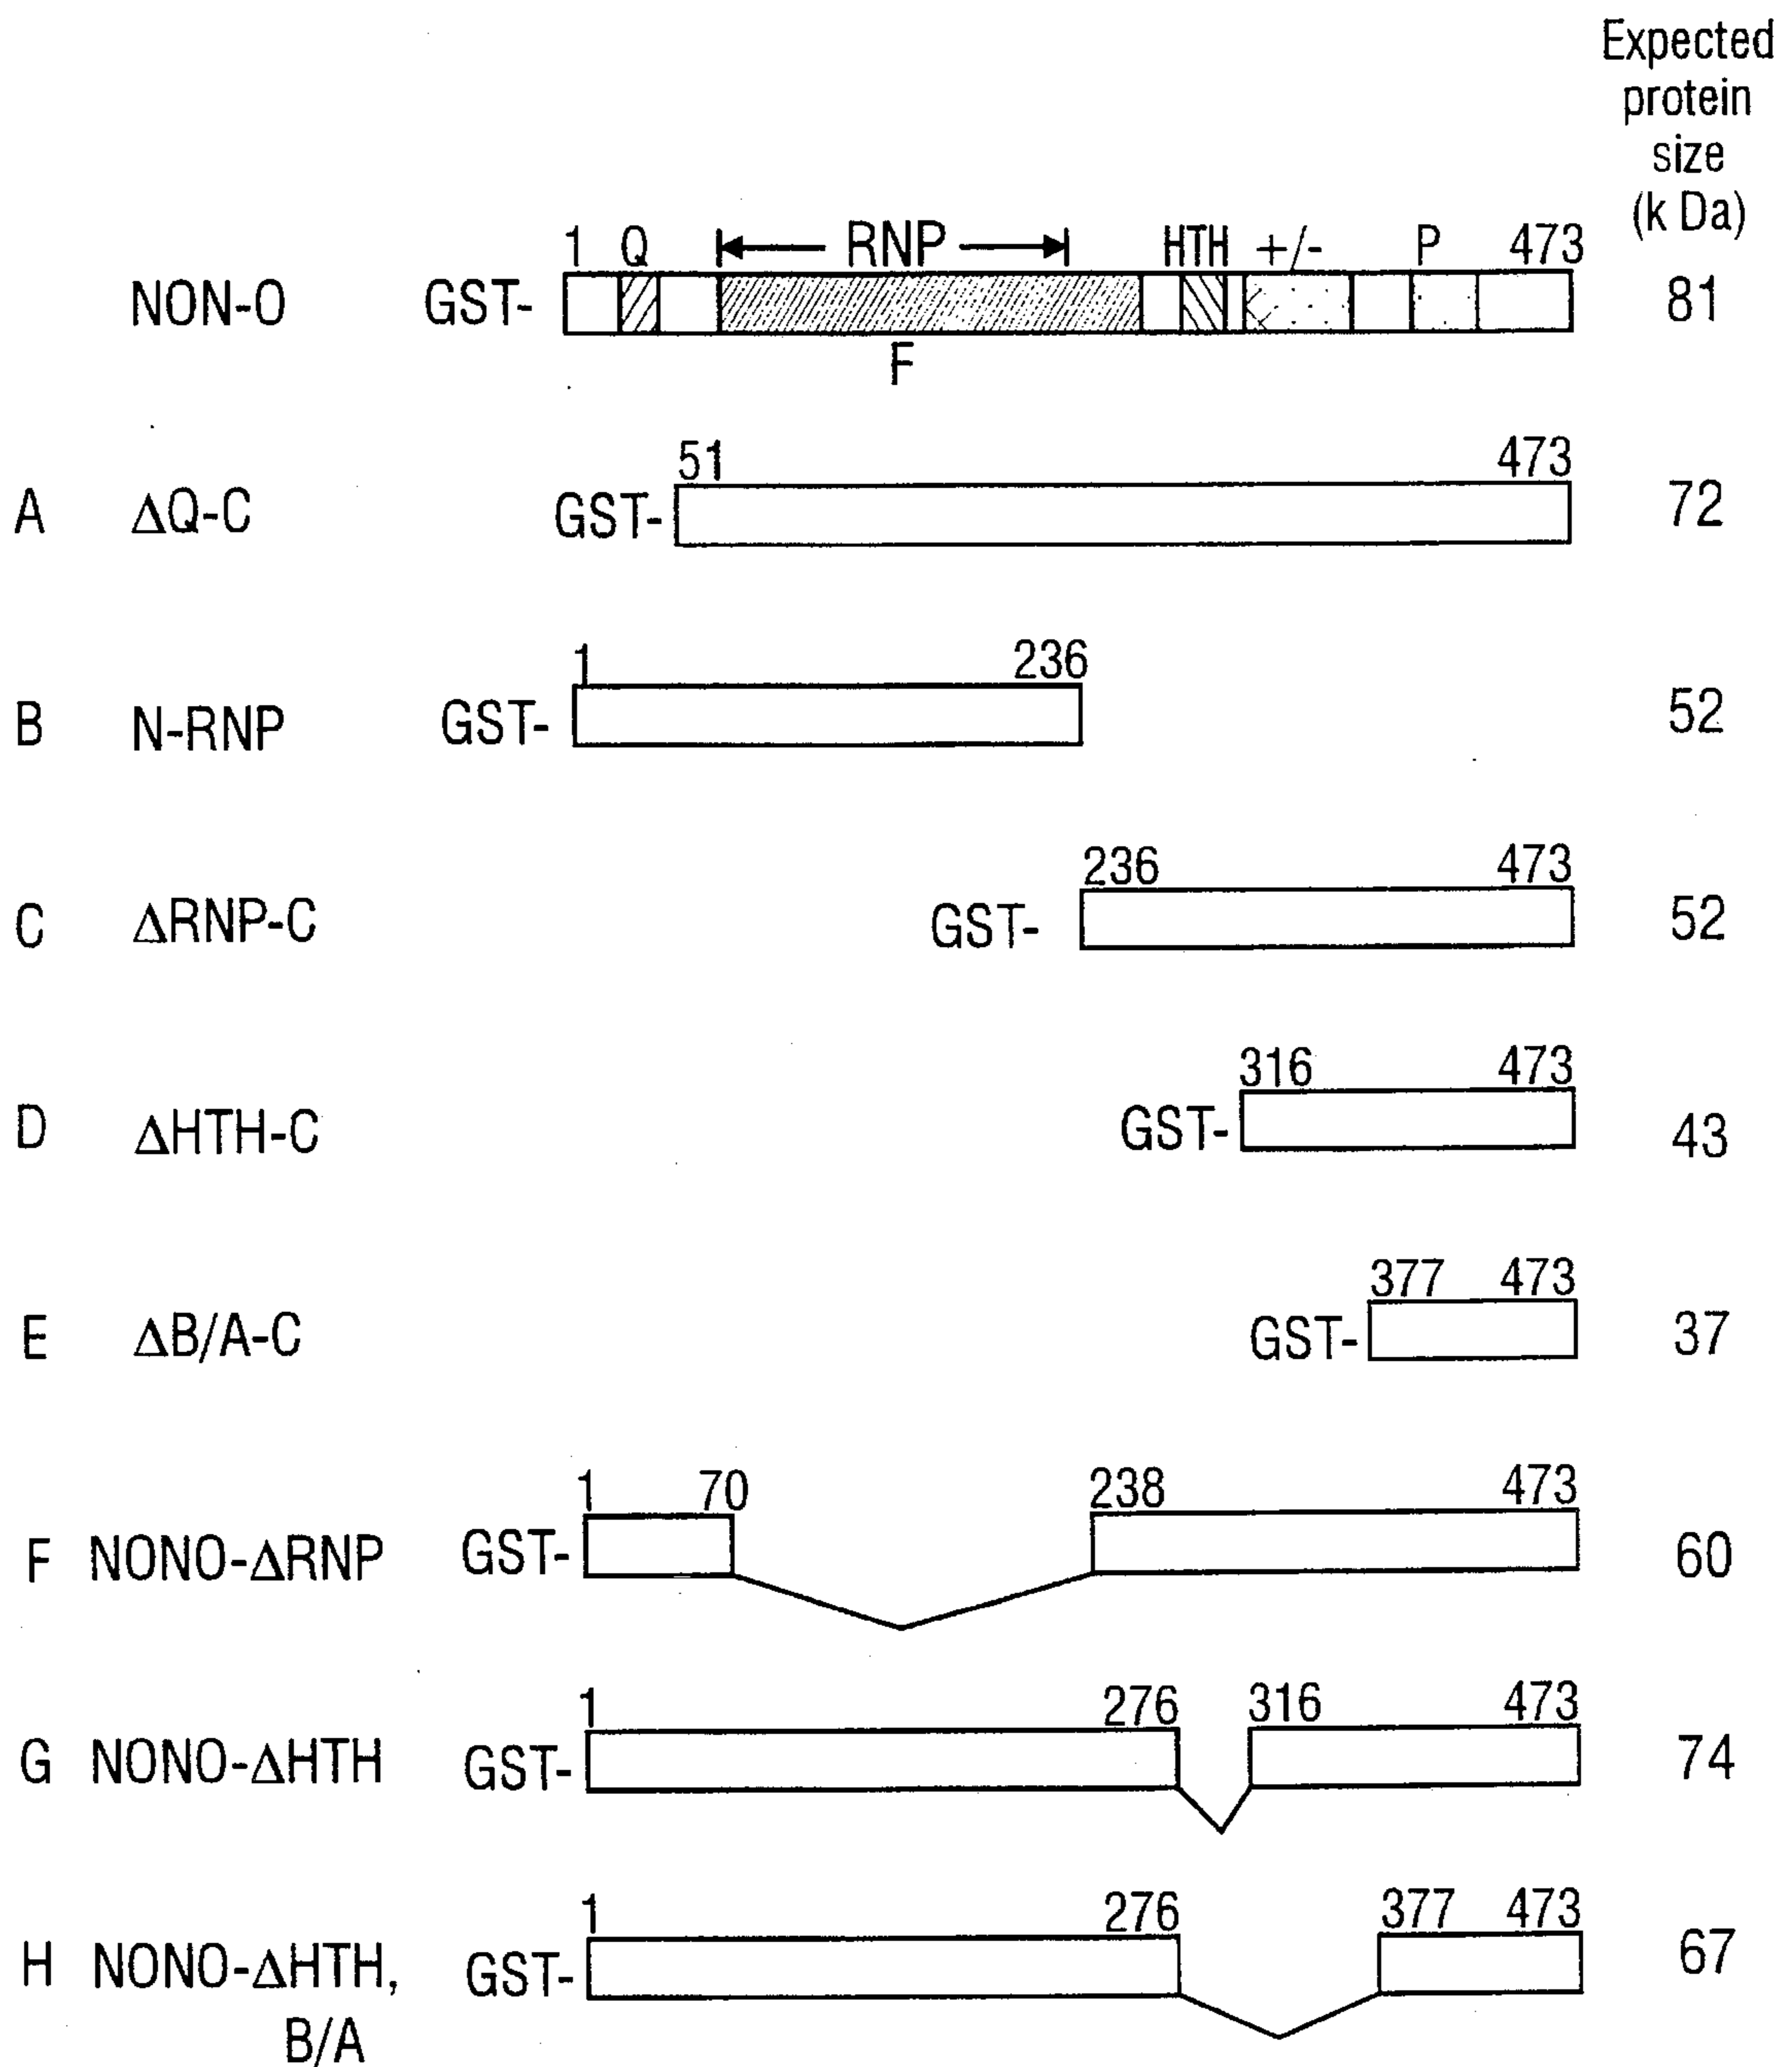 Expected
protein
size
(k Da)
1 Q RNP HTH +/- P 473
NON-O GST- 81
F
51 473
A ΔQ-C GST- 72
1 236
B N-RNP GST- 52
236 473
C ΔRNP-C GST- 52
316 473
D ΔHTH-C GST- 43
377 473
E ΔB/A-C GST- 37
1 70 238 473
F NONO-ΔRNP GST- 60
1 276 316 473
G NONO-ΔHTH GST- 74
1 276 377 473
H NONO-ΔHTH, GST- 67
B/A